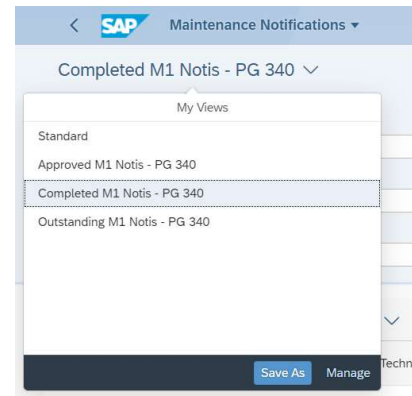 SAP Maintenance Notifications
Completed M1 Notis - PG 340
My Views
Standard
Approved M1 Notis - PG 340
Completed M1 Notis - PG 340
Outstanding M1 Notis - PG 340
Save As Manage
Techn